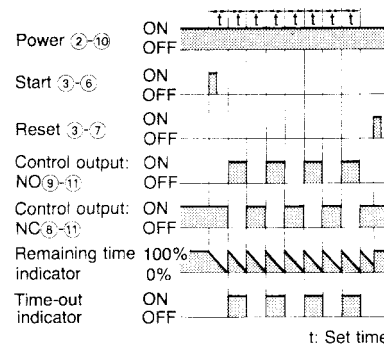 t t t t t t t t
Power ②-⑩ ON
OFF
Start ③-⑥ ON
OFF
Reset ③-⑦ ON
OFF
Control output: ON
NO⑨-⑪ OFF
Control output: ON
NC⑧-⑪ OFF
Remaining time 100%
indicator 0%
Time-out ON
indicator OFF
t: Set time